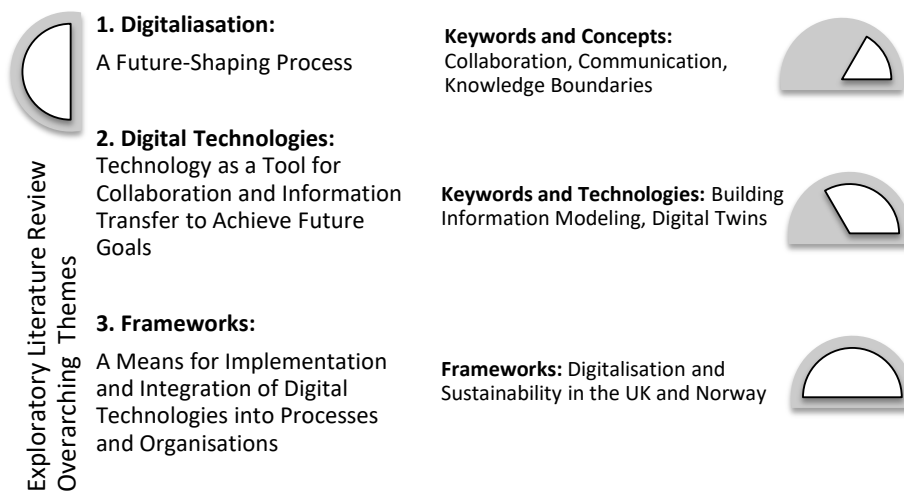 Exploratory Literature Review
Overarching Themes
1. Digitaliasation:
A Future-Shaping Process
Keywords and Concepts:
Collaboration, Communication,
Knowledge Boundaries
2. Digital Technologies:
Technology as a Tool for
Collaboration and Information
Transfer to Achieve Future
Goals
Keywords and Technologies: Building
Information Modeling, Digital Twins
3. Frameworks:
A Means for Implementation
and Integration of Digital
Technologies into Processes
and Organisations
Frameworks: Digitalisation and
Sustainability in the UK and Norway